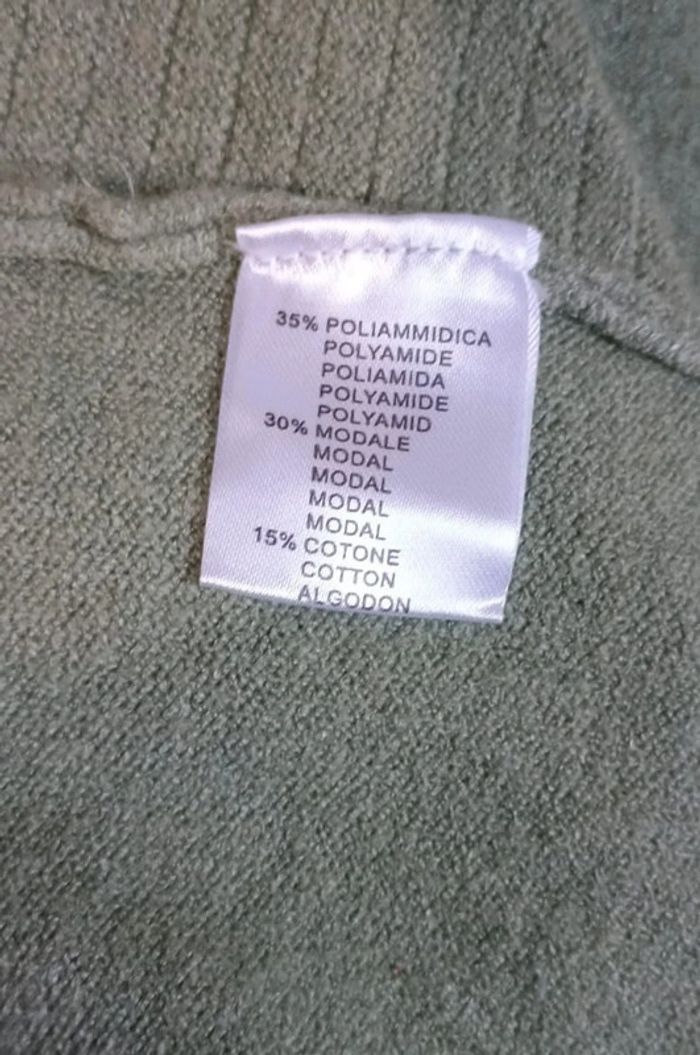 35% POLIAMMIDICA
POLYAMIDE
POLIAMIDA
POLYAMIDE
POLYAMID
30% MODALE
MODAL
MODAL
MODAL
MODAL
15% COTONE
COTTON
ALGODON